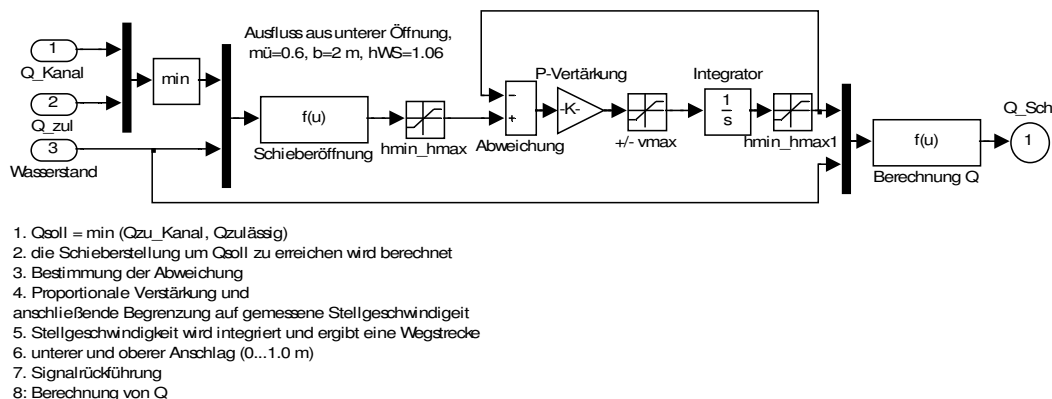 Ausfluss aus unterer Öffnung,
mü=0.6, b=2 m, hWS=1.06
1
Q_Kanal
2
Q_zul
3
Wasserstand
min
f(u)
Schieberöffnung
hmin_hmax
−
+
Abweichung
P-Vertärkung
-K-
+/- vmax
Integrator
1
s
hmin_hmax1
f(u)
Berechnung Q
Q_Sch
1
1. Qsoll = min (Qzu_Kanal, Qzulässig)
2. die Schieberstellung um Qsoll zu erreichen wird berechnet
3. Bestimmung der Abweichung
4. Proportionale Verstärkung und
anschließende Begrenzung auf gemessene Stellgeschwindigeit
5. Stellgeschwindigkeit wird integriert und ergibt eine Wegstrecke
6. unterer und oberer Anschlag (0...1.0 m)
7. Signalrückführung
8: Berechnung von Q